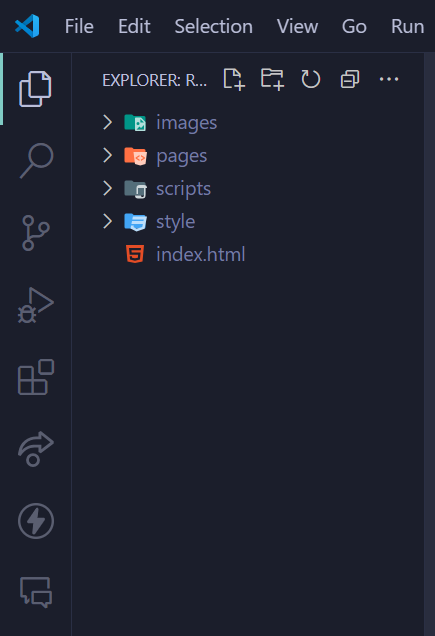 File Edit Selection View Go Run
EXPLORER: R...
images
pages
scripts
style
index.html